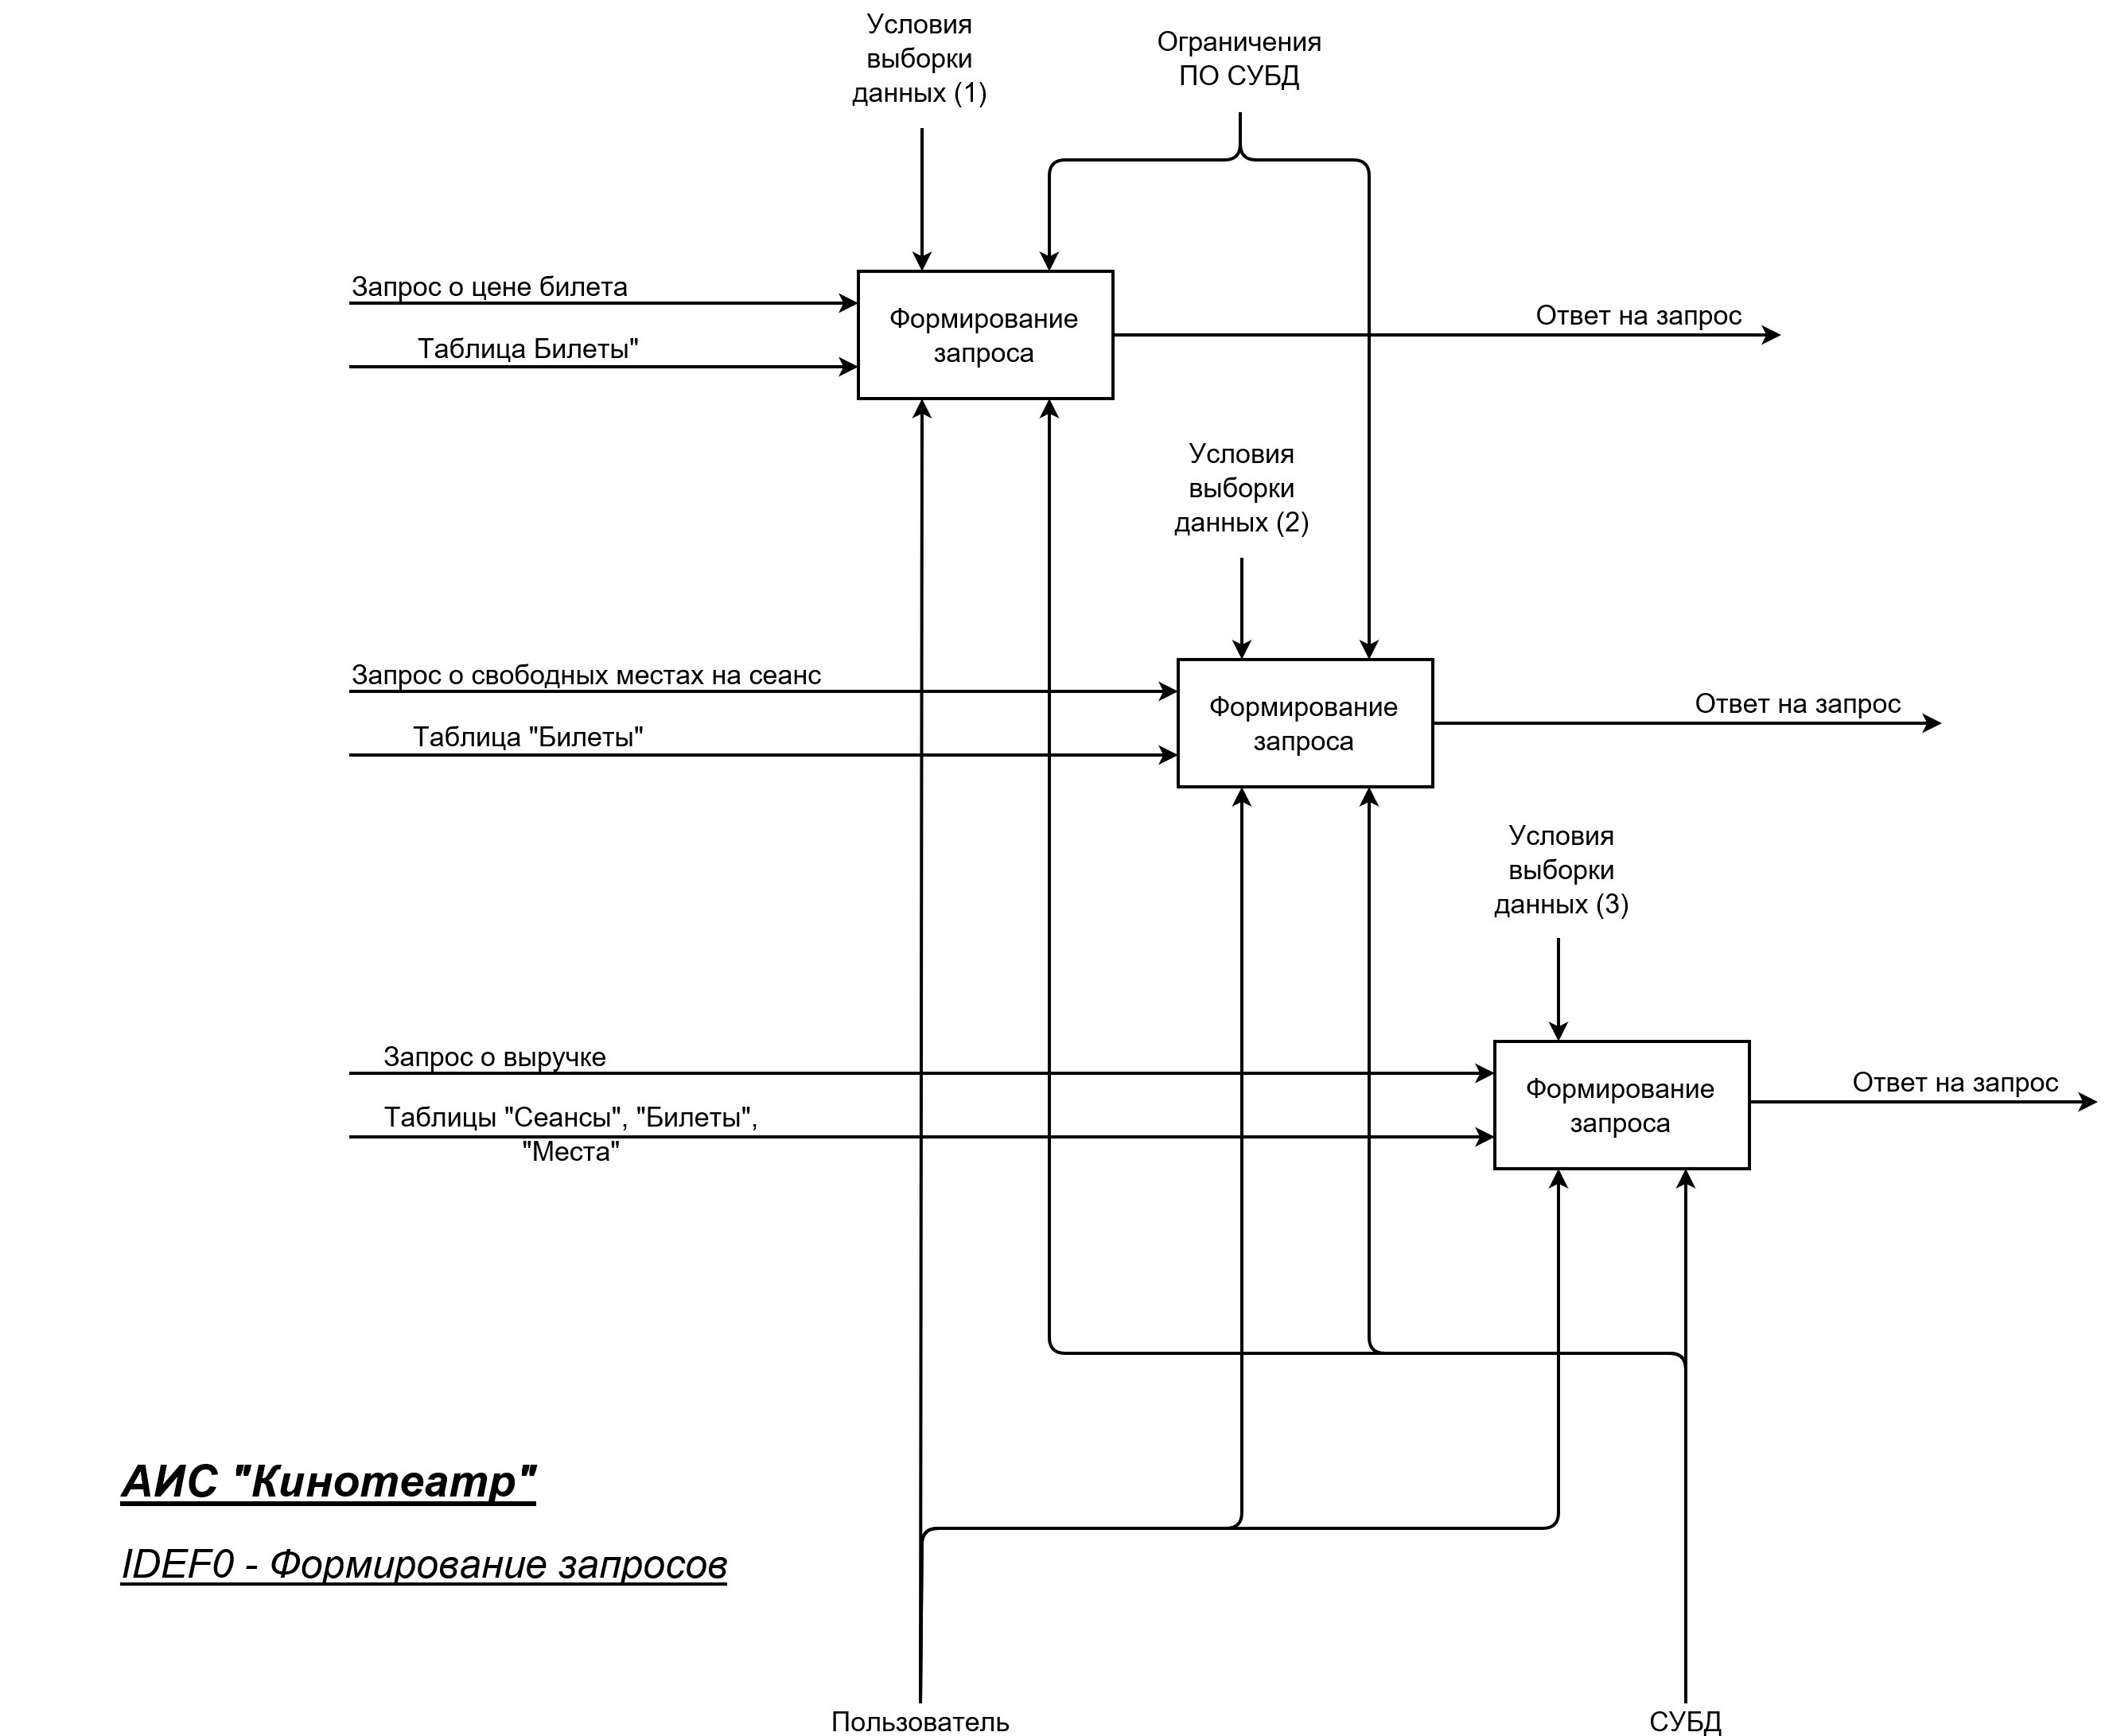 Условия
выборки
данных (1)
Ограничения
ПО СУБД
Запрос о цене билета
Таблица Билеты"
Формирование
запроса
Ответ на запрос
Условия
выборки
данных (2)
Запрос о свободных местах на сеанс
Таблица "Билеты"
Формирование
запроса
Ответ на запрос
Условия
выборки
данных (3)
Запрос о выручке
Таблицы "Сеансы", "Билеты",
"Места"
Формирование
запроса
Ответ на запрос
АИС "Кинотеатр"
IDEF0 - Формирование запросов
Пользователь
СУБД